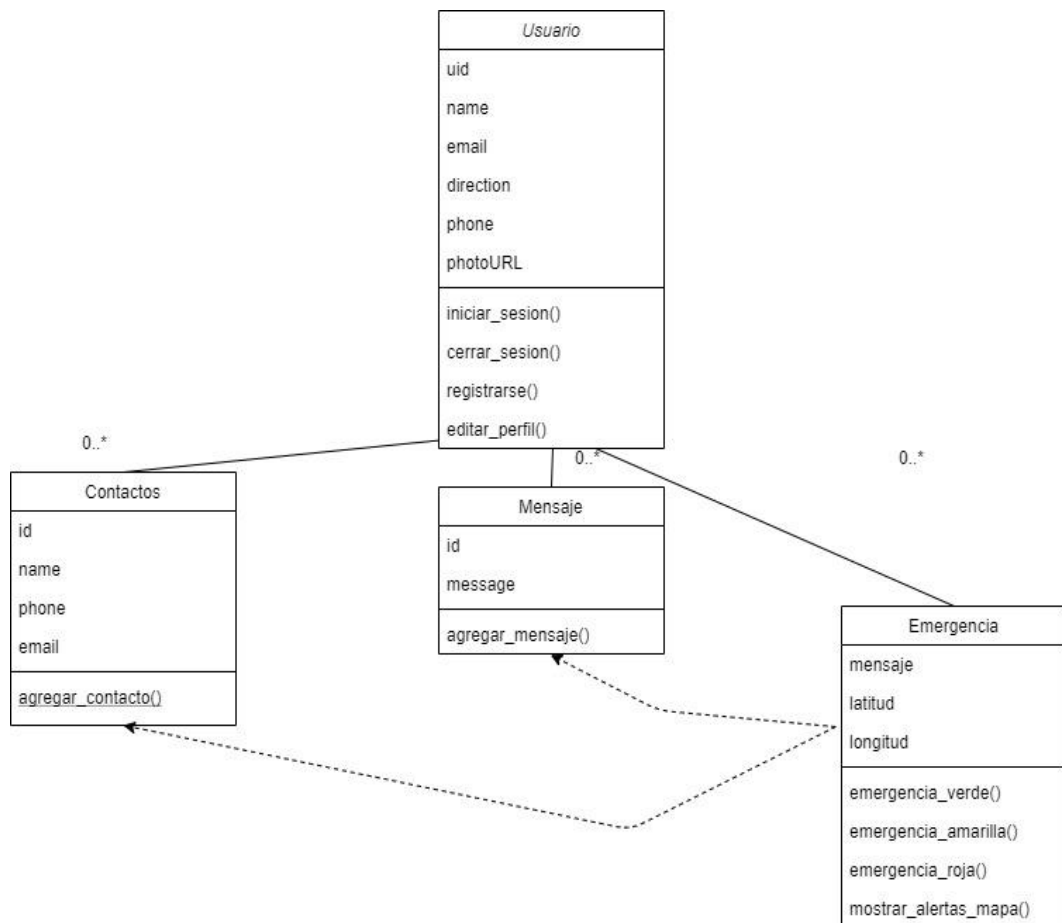 Usuario
uid
name
email
direction
phone
photoURL
iniciar_sesion()
cerrar_sesion()
registrarse()
editar_perfil()
0..*
0..*
0..*
Contactos
id
name
phone
email
agregar_contacto()
Mensaje
id
message
agregar_mensaje()
Emergencia
mensaje
latitud
longitud
emergencia_verde()
emergencia_amarilla()
emergencia_roja()
mostrar_alertas_mapa()